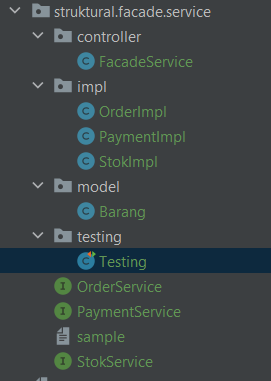 struktural.facade.service
controller
FacadeService
impl
OrderImpl
PaymentImpl
StokImpl
model
Barang
testing
Testing
OrderService
PaymentService
sample
StokService